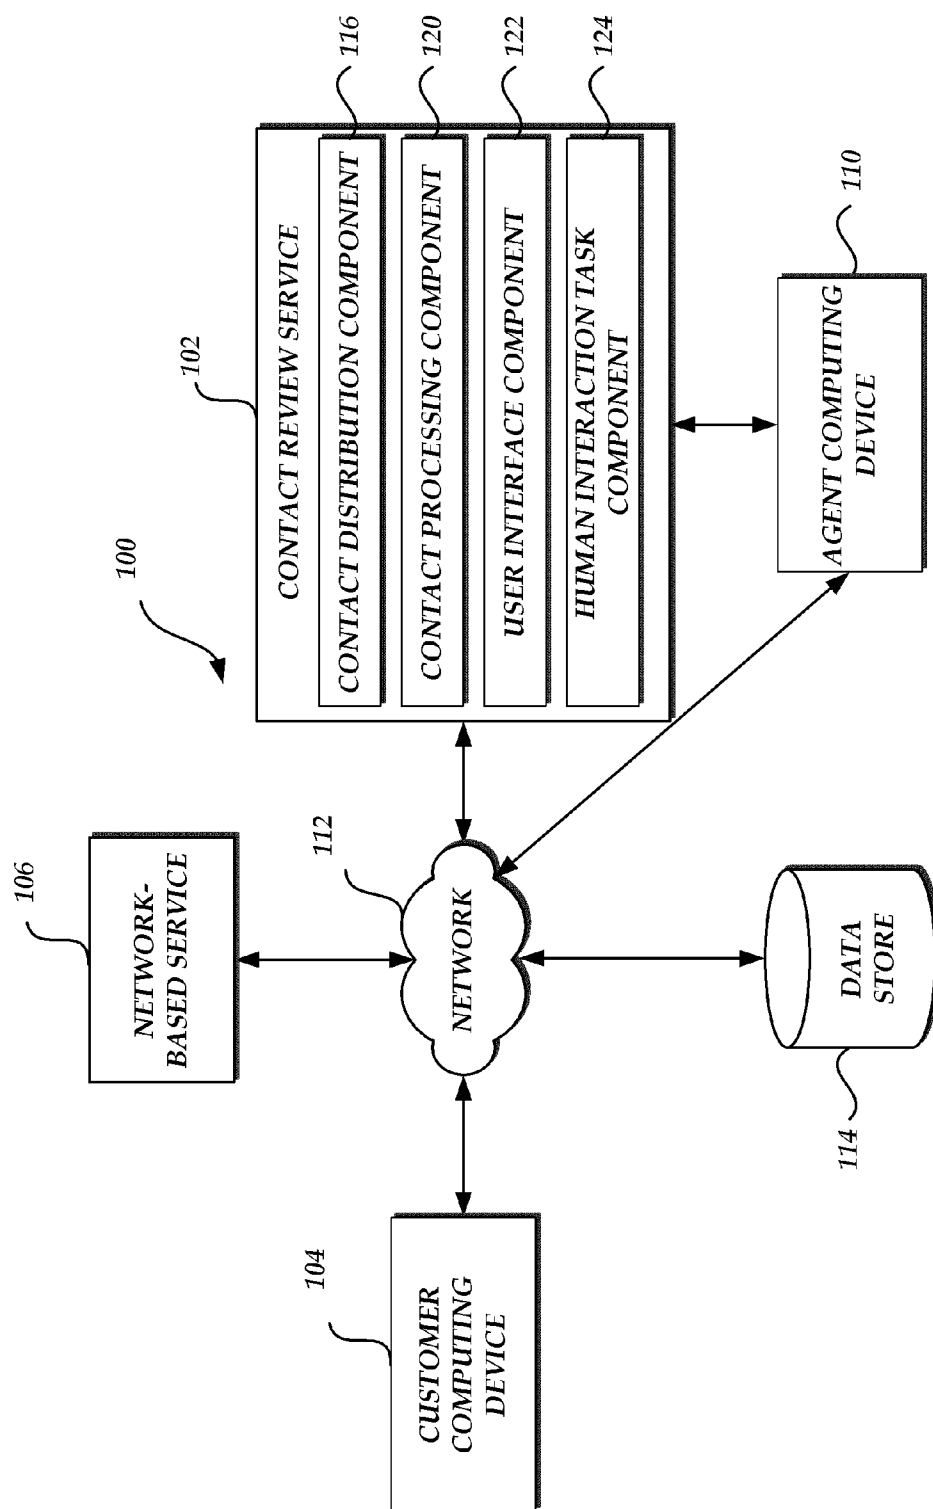 100
102
CONTACT REVIEW SERVICE
CONTACT DISTRIBUTION COMPONENT
116
CONTACT PROCESSING COMPONENT
120
USER INTERFACE COMPONENT
122
HUMAN INTERACTION TASK
COMPONENT
124
106
NETWORK-
BASED SERVICE
112
NETWORK
104
CUSTOMER
COMPUTING
DEVICE
114
DATA
STORE
110
AGENT COMPUTING
DEVICE